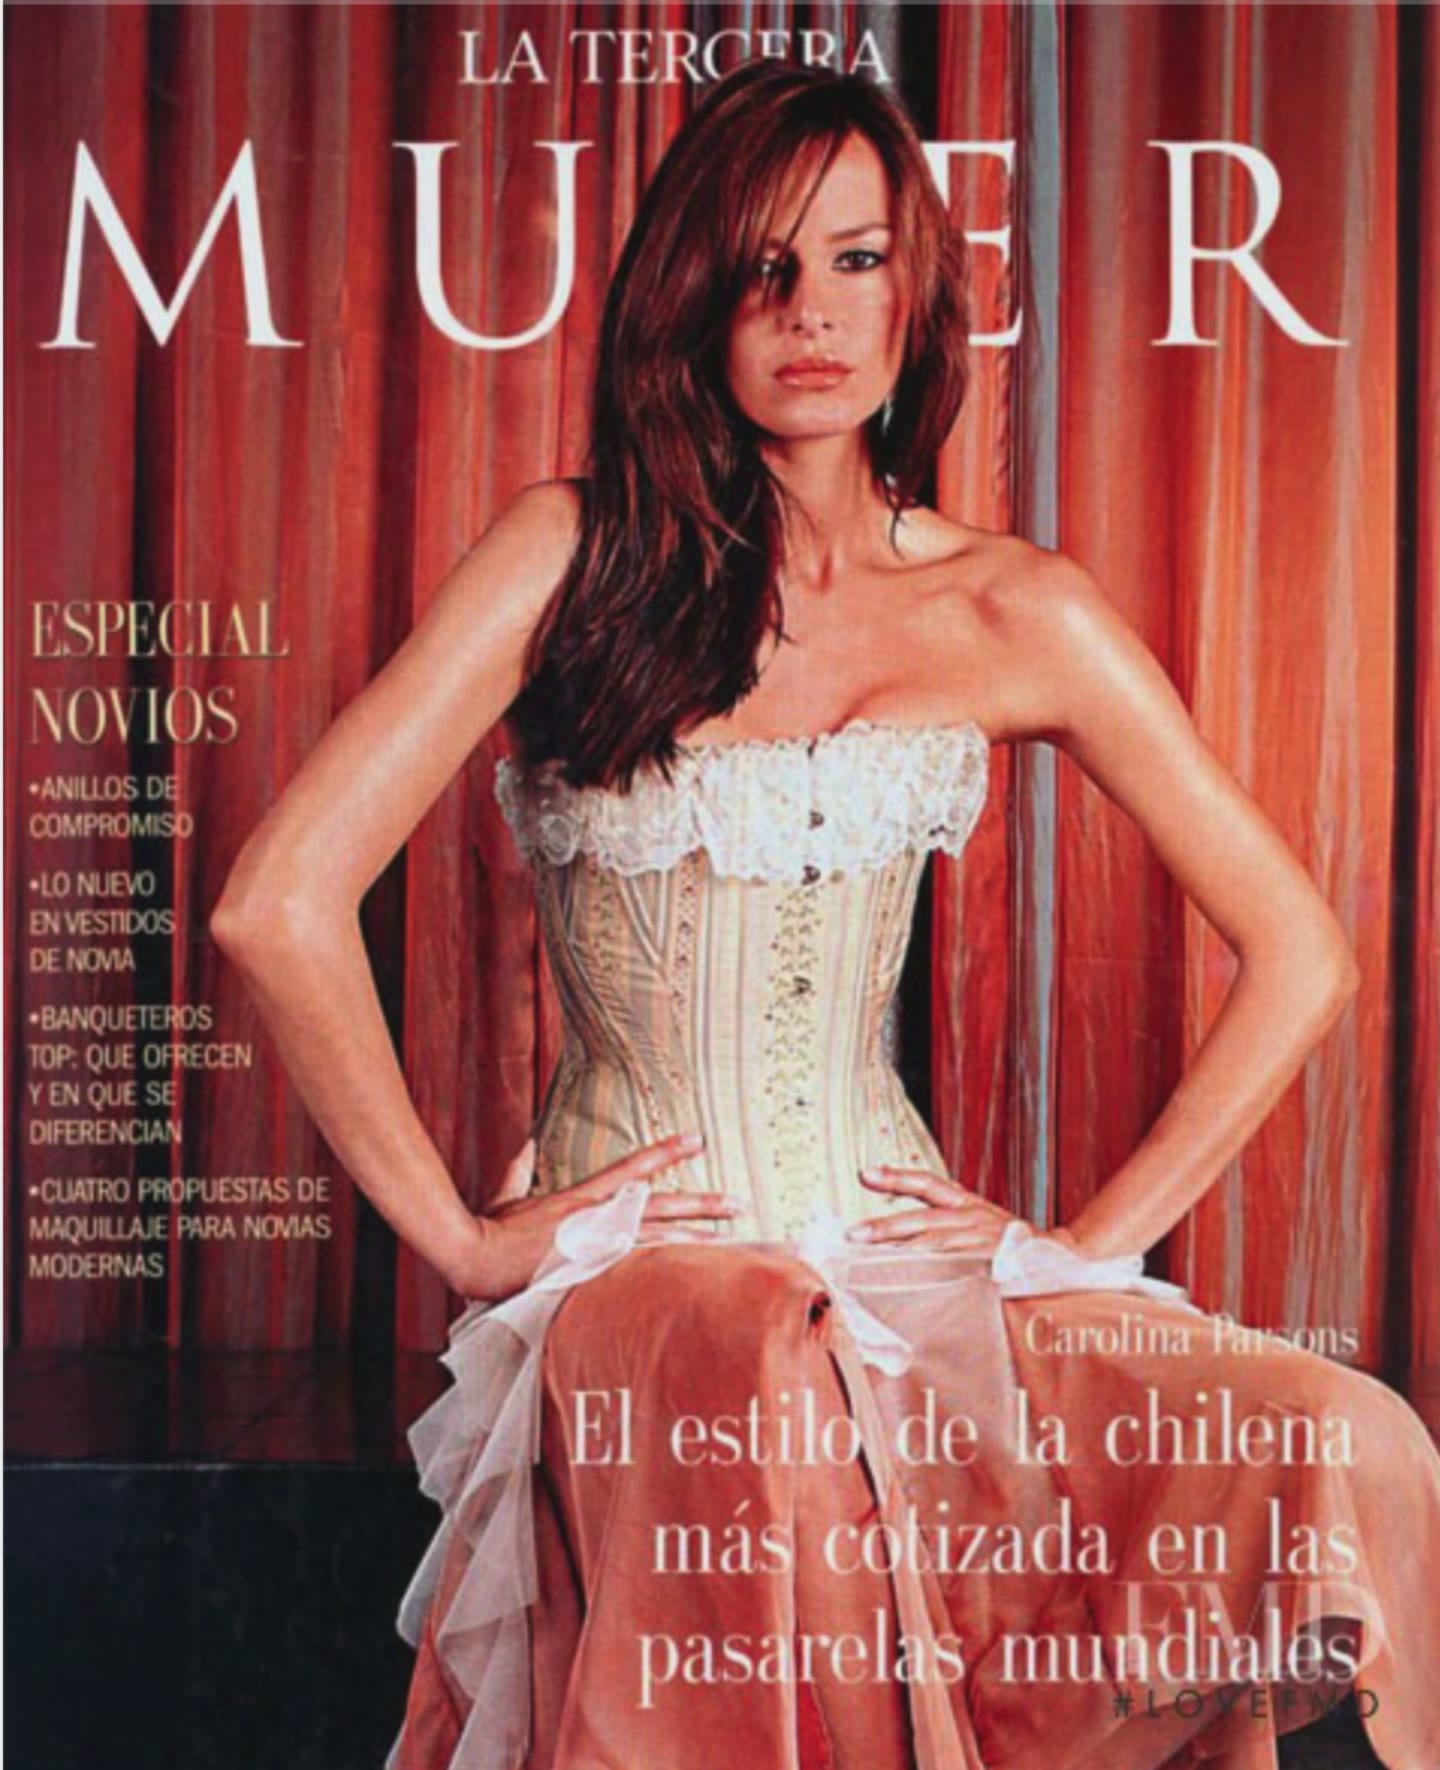 LA TERCERA
MUJER
ESPECIAL
NOVIOS
•ANILLOS DE
COMPROMISO
•LO NUEVO
EN VESTIDOS
DE NOVIA
•BANQUETEROS
TOP: QUE OFRECEN
Y EN QUE SE
DIFERENCIAN
•CUATRO PROPUESTAS DE
MAQUILLAJE PARA NOVIAS
MODERNAS
Carolina Parsons
El estilo de la chilena
más cotizada en las
pasarelas mundiales
FMD
#LOVEFMD